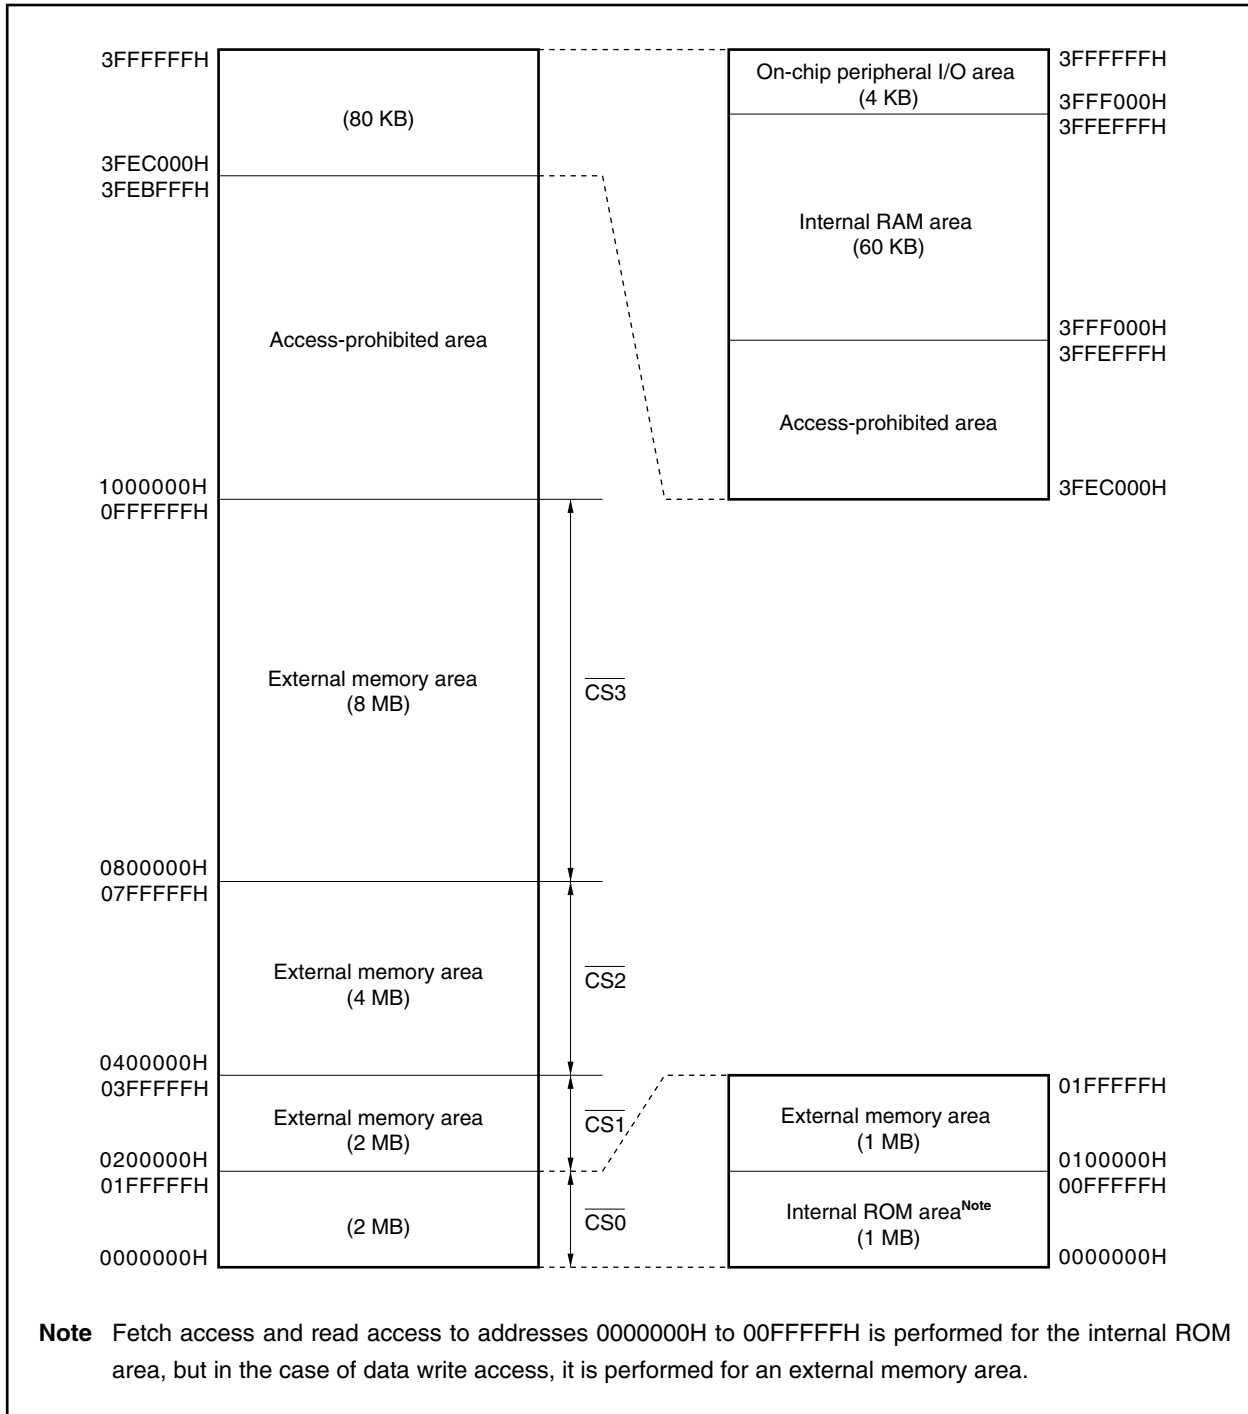 3FFFFFFH
(80 KB)
3FEC000H
3FEBFFFH
Access-prohibited area
1000000H
0FFFFFFH
External memory area
(8 MB)
CS3
0800000H
07FFFFFH
External memory area
(4 MB)
CS2
0400000H
03FFFFFH
External memory area
(2 MB)
CS1
0200000H
01FFFFFH
(2 MB)
CS0
0000000H
On-chip peripheral I/O area
(4 KB)
3FFFFFFH
3FFF000H
3FFEFFFH
Internal RAM area
(60 KB)
3FFF000H
3FFEFFFH
Access-prohibited area
3FEC000H
01FFFFFH
External memory area
(1 MB)
0100000H
00FFFFFH
Internal ROM areaNote
(1 MB)
0000000H
Note Fetch access and read access to addresses 0000000H to 00FFFFFH is performed for the internal ROM
area, but in the case of data write access, it is performed for an external memory area.